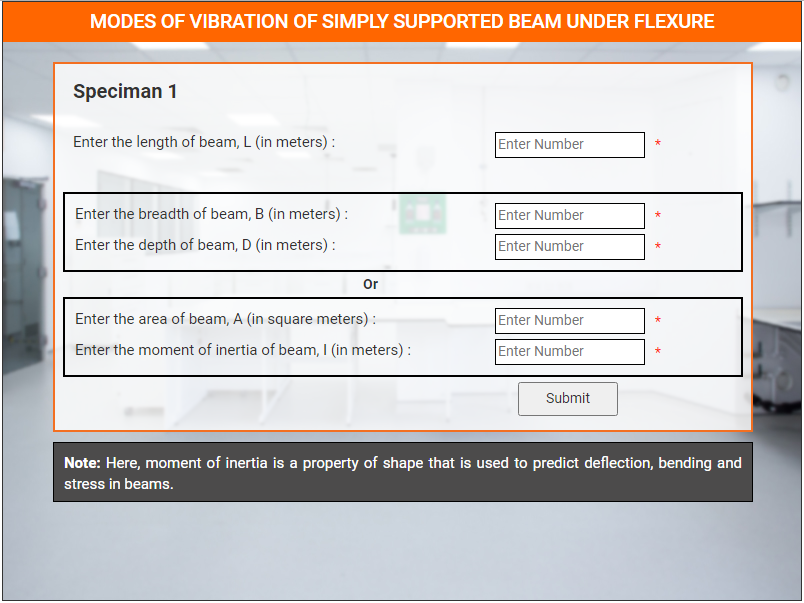 MODES OF VIBRATION OF SIMPLY SUPPORTED BEAM UNDER FLEXURE
Speciman 1
Enter the length of beam, L (in meters) : Enter Number *
Enter the breadth of beam, B (in meters) : Enter Number *
Enter the depth of beam, D (in meters) : Enter Number *
Or
Enter the area of beam, A (in square meters) : Enter Number *
Enter the moment of inertia of beam, I (in meters) : Enter Number *
Submit
Note: Here, moment of inertia is a property of shape that is used to predict deflection, bending and
stress in beams.